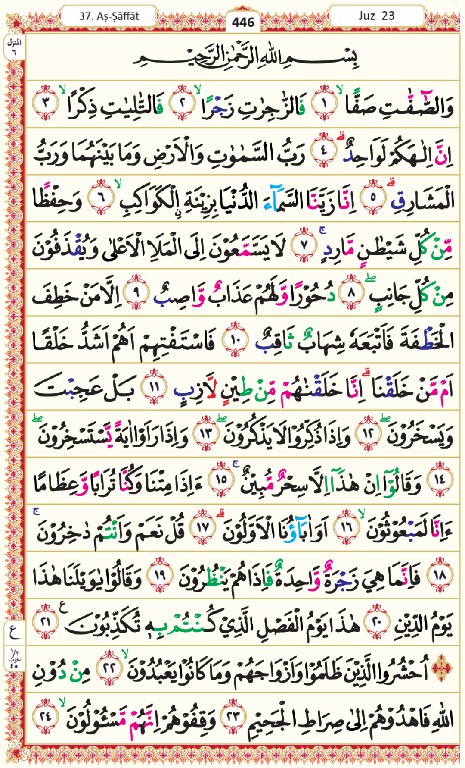 37. Aṣ-Ṣāffāt
446
Juz 23
المنزل ٦
بِسْمِ اللهِ الرَّحْمٰنِ الرَّحِيْمِ
وَالصّٰٓفّٰتِ صَفًّا ۙ﴿١﴾ فَالزّٰجِرٰتِ زَجْرًا ۙ﴿٢﴾ فَالتّٰلِيٰتِ ذِكْرًا ۙ﴿٣﴾
اِنَّ اِلٰهَكُمْ لَوَاحِدٌ ؕ﴿٤﴾ رَبُّ السَّمٰوٰتِ وَالْاَرْضِ وَمَا بَيْنَهُمَا وَرَبُّ
الْمَشَارِقِ ؕ﴿٥﴾ اِنَّا زَيَّنَّا السَّمَآءَ الدُّنْيَا بِزِيْنَةِ ۨالْكَوَاكِبِ ۙ﴿٦﴾ وَحِفْظًا
مِّنْ كُلِّ شَيْطٰنٍ مَّارِدٍ ۚ﴿٧﴾ لَا يَسَّمَّعُوْنَ اِلَى الْمَلَاِ الْاَعْلٰى وَيُقْذَفُوْنَ
مِنْ كُلِّ جَانِبٍ ۖ﴿٨﴾ دُحُوْرًا وَّلَهُمْ عَذَابٌ وَّاصِبٌ ﴿٩﴾ اِلَّا مَنْ خَطِفَ
الْخَطْفَةَ فَاَتْبَعَهٗ شِهَابٌ ثَاقِبٌ ﴿١٠﴾ فَاسْتَفْتِهِمْ اَهُمْ اَشَدُّ خَلْقًا
اَمْ مَّنْ خَلَقْنَا ؕ اِنَّا خَلَقْنٰهُمْ مِّنْ طِيْنٍ لَّازِبٍ ﴿١١﴾ بَلْ عَجِبْتَ
وَيَسْخَرُوْنَ ۖ﴿١٢﴾ وَاِذَا ذُكِّرُوْا لَا يَذْكُرُوْنَ ۖ﴿١٣﴾ وَاِذَا رَاَوْا اٰيَةً يَّسْتَسْخِرُوْنَ ۖ
﴿١٤﴾ وَقَالُوْٓا اِنْ هٰذَآ اِلَّا سِحْرٌ مُّبِيْنٌ ۚ﴿١٥﴾ ءَاِذَا مِتْنَا وَكُنَّا تُرَابًا وَّعِظَامًا
ءَاِنَّا لَمَبْعُوْثُوْنَ ۙ﴿١٦﴾ اَوَاٰبَآؤُنَا الْاَوَّلُوْنَ ؕ﴿١٧﴾ قُلْ نَعَمْ وَاَنْتُمْ دَاخِرُوْنَ ۚ
﴿١٨﴾ فَاِنَّمَا هِيَ زَجْرَةٌ وَّاحِدَةٌ فَاِذَا هُمْ يَنْظُرُوْنَ ﴿١٩﴾ وَقَالُوْا يٰوَيْلَنَا هٰذَا
يَوْمُ الدِّيْنِ ﴿٢٠﴾ هٰذَا يَوْمُ الْفَصْلِ الَّذِيْ كُنْتُمْ بِهٖ تُكَذِّبُوْنَ ۧ﴿٢١﴾
اُحْشُرُوا الَّذِيْنَ ظَلَمُوْا وَاَزْوَاجَهُمْ وَمَا كَانُوْا يَعْبُدُوْنَ ۙ﴿٢٢﴾ مِنْ دُوْنِ
اللهِ فَاهْدُوْهُمْ اِلٰى صِرَاطِ الْجَحِيْمِ ﴿٢٣﴾ وَقِفُوْهُمْ اِنَّهُمْ مَّسْئُوْلُوْنَ ۙ﴿٢٤﴾